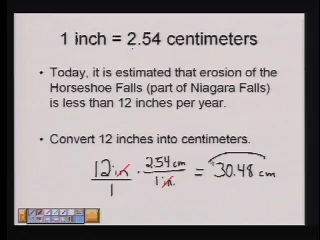 1 inch = 2.54 centimeters
• Today, it is estimated that erosion of the
Horseshoe Falls (part of Niagara Falls)
is less than 12 inches per year.
• Convert 12 inches into centimeters.
12 in/1 · 2.54 cm/1 in. = 30.48 cm